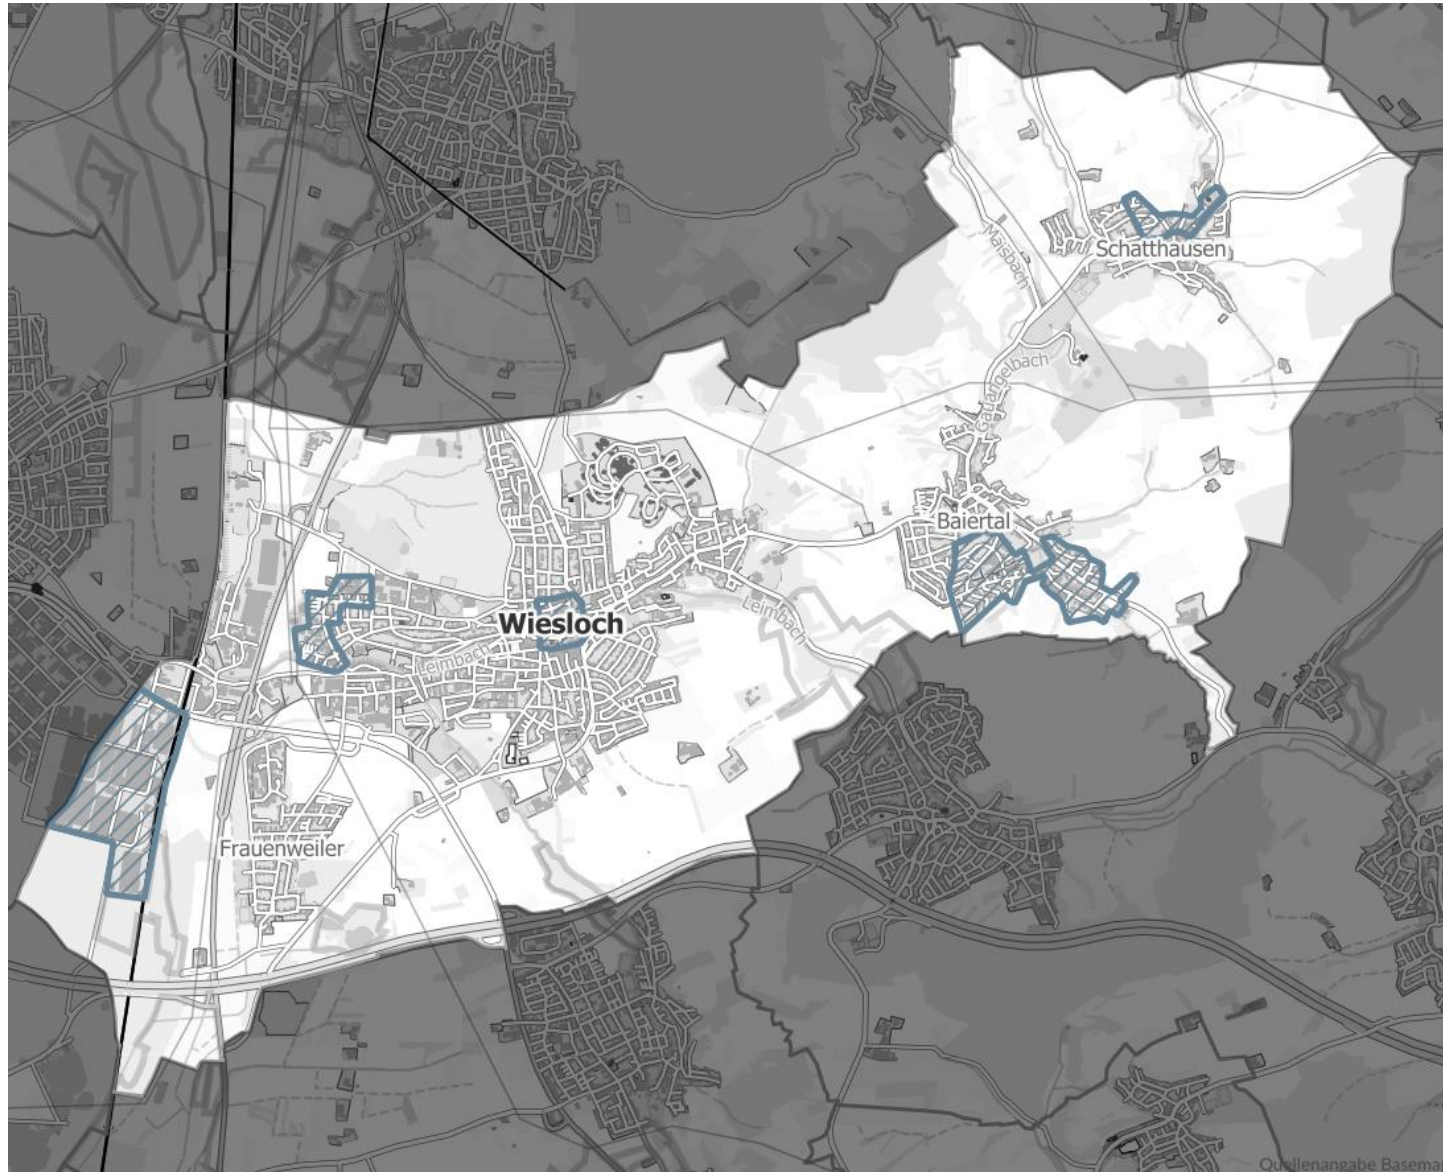 Schatthausen
Maisbach
Gauangelbach
Baiertal
Leimbach
Wiesloch
Leimbach
Frauenweiler
Quellenangabe Basema